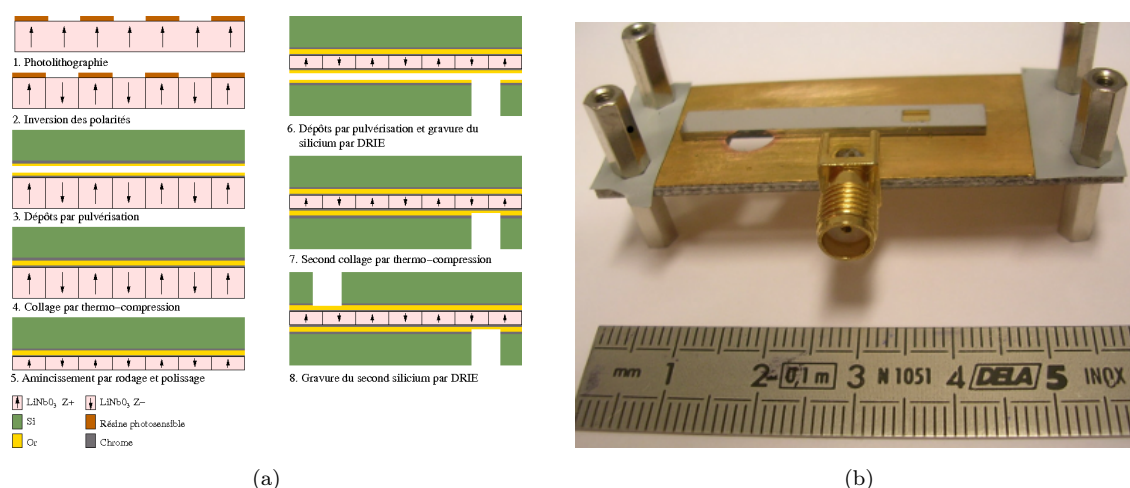 1. Photolithographie
2. Inversion des polarités
3. Dépôts par pulvérisation
4. Collage par thermo−compression
5. Amincissement par rodage et polissage
LiNbO3 Z+
LiNbO3 Z−
Si
Résine photosensible
Or
Chrome
6. Dépôts par pulvérisation et gravure du
silicium par DRIE
7. Second collage par thermo−compression
8. Gravure du second silicium par DRIE
(a)
mm 1 2 0,1 m 3 N 1051 4 DELA 5 INOX
(b)